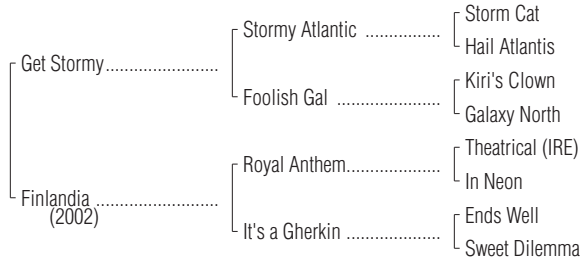 Storm Cat
Stormy Atlantic ..................
Hail Atlantis
Get Stormy...........................
Kiri's Clown
Foolish Gal .........................
Galaxy North
Theatrical (IRE)
Royal Anthem......................
In Neon
Finlandia .............................
(2002)
Ends Well
It's a Gherkin ......................
Sweet Dilemma